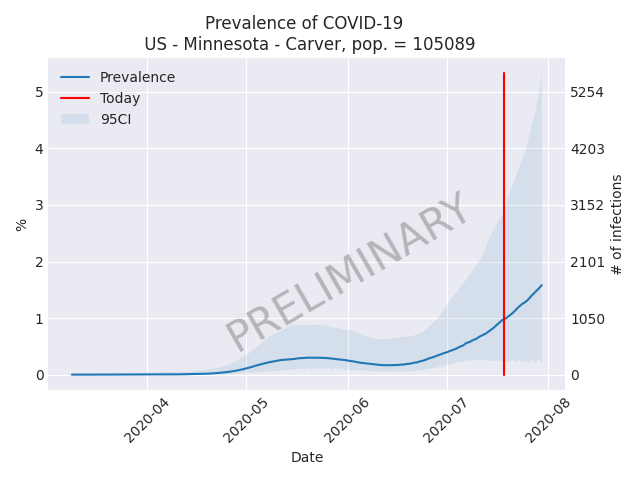 Prevalence of COVID-19
US - Minnesota - Carver, pop. = 105089
Prevalence
Today
95CI
5
4
3
2
1
0
%
5254
4203
3152
2101
1050
0
# of infections
PRELIMINARY
2020-04
2020-05
2020-06
2020-07
2020-08
Date